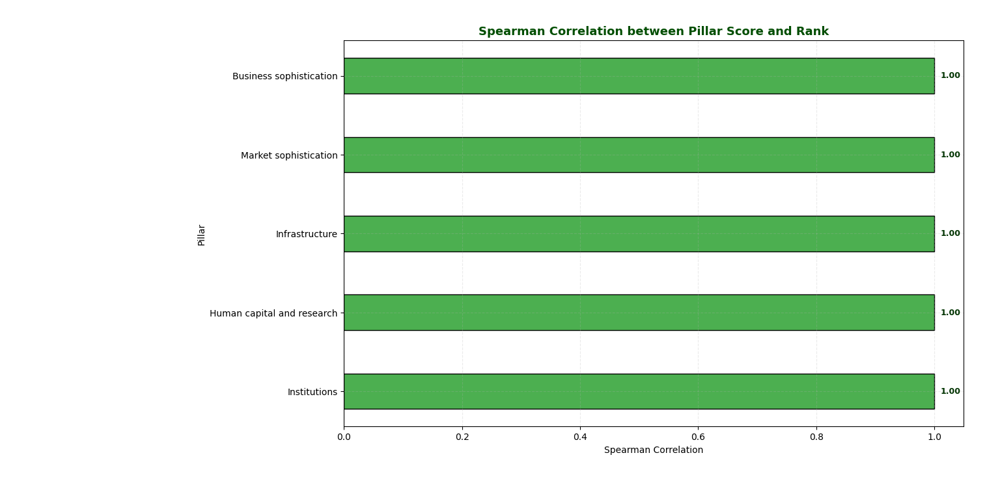 Spearman Correlation between Pillar Score and Rank
Business sophistication
1.00
Market sophistication
1.00
Infrastructure
1.00
Human capital and research
1.00
Institutions
1.00
Pillar
0.0 0.2 0.4 0.6 0.8 1.0
Spearman Correlation